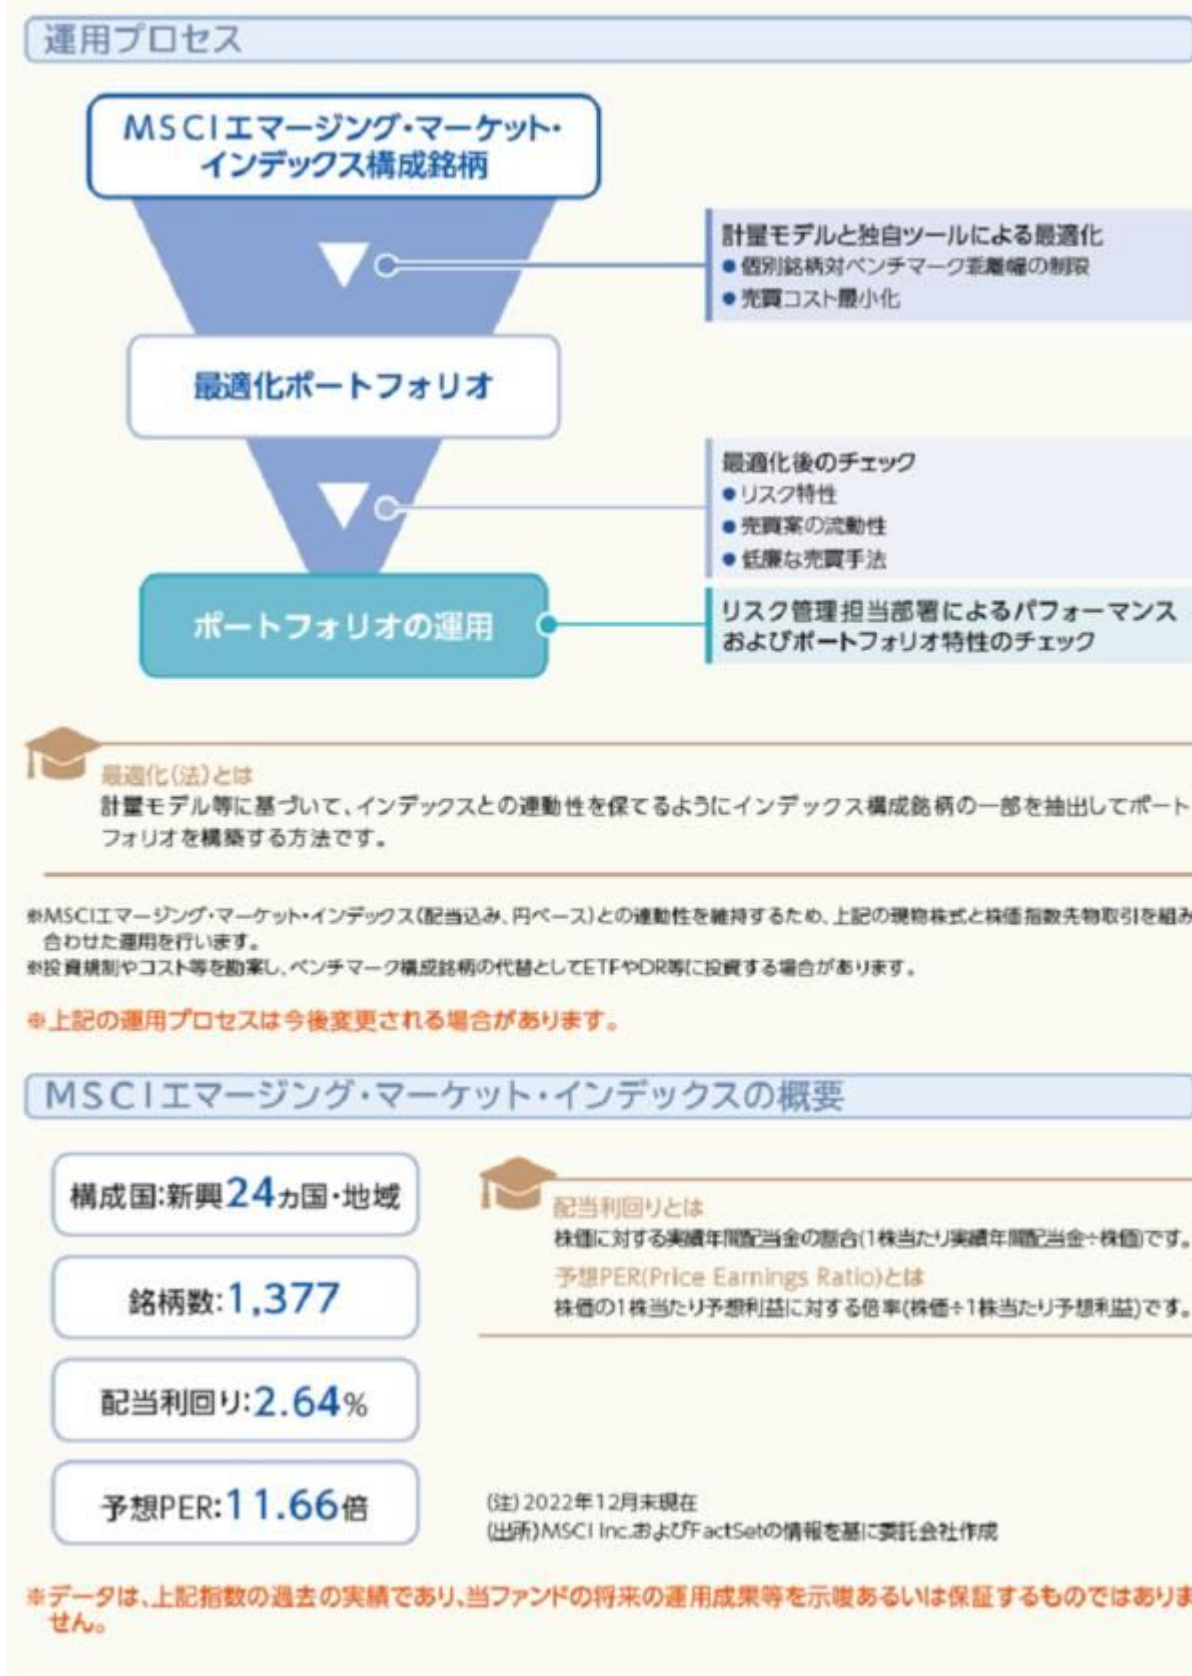 運用プロセス
MSCIエマージング・マーケット・
インデックス構成銘柄
計量モデルと独自ツールによる最適化
●個別銘柄対ベンチマーク乖離幅の制限
●売買コスト最小化
最適化ポートフォリオ
最適化後のチェック
●リスク特性
●売買案の流動性
●低廉な売買手法
ポートフォリオの運用
リスク管理担当部署によるパフォーマンス
およびポートフォリオ特性のチェック
最適化(法)とは
計量モデル等に基づいて、インデックスとの連動性を保てるようにインデックス構成銘柄の一部を抽出してポート
フォリオを構築する方法です。
※MSCIエマージング・マーケット・インデックス(配当込み、円ベース)との連動性を維持するため、上記の現物株式と株価指数先物取引を組み
合わせた運用を行います。
※投資規制やコスト等を勘案し、ベンチマーク構成銘柄の代替としてETFやDR等に投資する場合があります。
※上記の運用プロセスは今後変更される場合があります。
MSCIエマージング・マーケット・インデックスの概要
構成国:新興24ヵ国・地域
銘柄数:1,377
配当利回り:2.64%
予想PER:11.66倍
配当利回りとは
株価に対する実績年間配当金の割合(1株当たり実績年間配当金÷株価)です。
予想PER(Price Earnings Ratio)とは
株価の1株当たり予想利益に対する倍率(株価÷1株当たり予想利益)です。
(注)2022年12月末現在
(出所)MSCI Inc.およびFactSetの情報を基に委託会社作成
※データは、上記指数の過去の実績であり、当ファンドの将来の運用成果等を示唆あるいは保証するものではありま
せん。